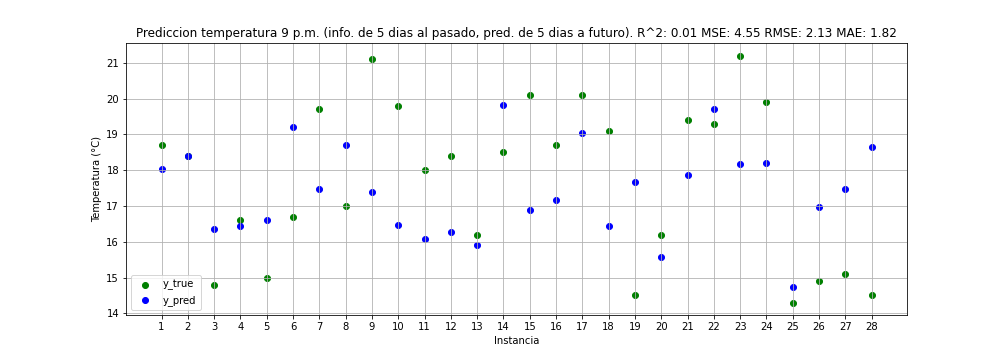 Prediccion temperatura 9 p.m. (info. de 5 dias al pasado, pred. de 5 dias a futuro). R^2: 0.01 MSE: 4.55 RMSE: 2.13 MAE: 1.82
Temperatura (°C)
21
20
19
18
17
16
15
14
y_true
y_pred
1 2 3 4 5 6 7 8 9 10 11 12 13 14 15 16 17 18 19 20 21 22 23 24 25 26 27 28
Instancia